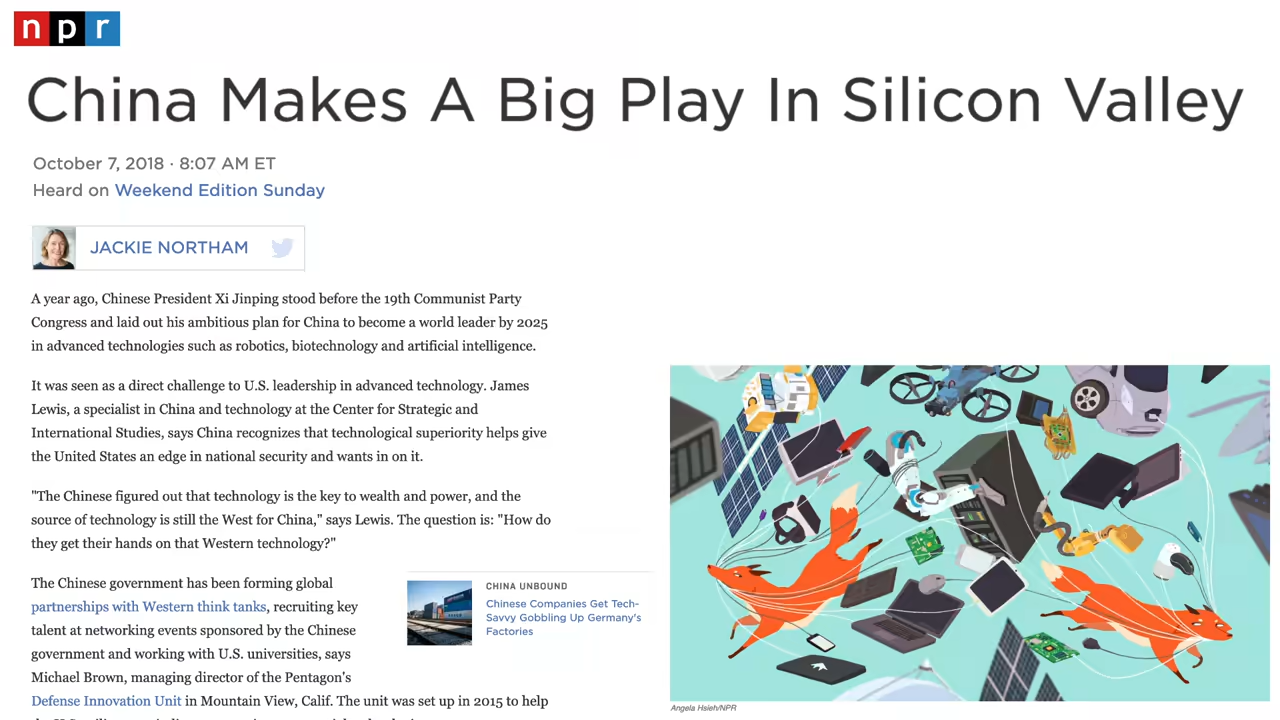 npr
China Makes A Big Play In Silicon Valley
October 7, 2018 · 8:07 AM ET
Heard on Weekend Edition Sunday
JACKIE NORTHAM
A year ago, Chinese President Xi Jinping stood before the 19th Communist Party
Congress and laid out his ambitious plan for China to become a world leader by 2025
in advanced technologies such as robotics, biotechnology and artificial intelligence.
It was seen as a direct challenge to U.S. leadership in advanced technology. James
Lewis, a specialist in China and technology at the Center for Strategic and
International Studies, says China recognizes that technological superiority helps give
the United States an edge in national security and wants in on it.
"The Chinese figured out that technology is the key to wealth and power, and the
source of technology is still the West for China," says Lewis. The question is: "How do
they get their hands on that Western technology?"
The Chinese government has been forming global
partnerships with Western think tanks, recruiting key
talent at networking events sponsored by the Chinese
government and working with U.S. universities, says
Michael Brown, managing director of the Pentagon's
Defense Innovation Unit in Mountain View, Calif. The unit was set up in 2015 to help
CHINA UNBOUND
Chinese Companies Get Tech-
Savvy Gobbling Up Germany's
Factories
Angela Hsieh/NPR